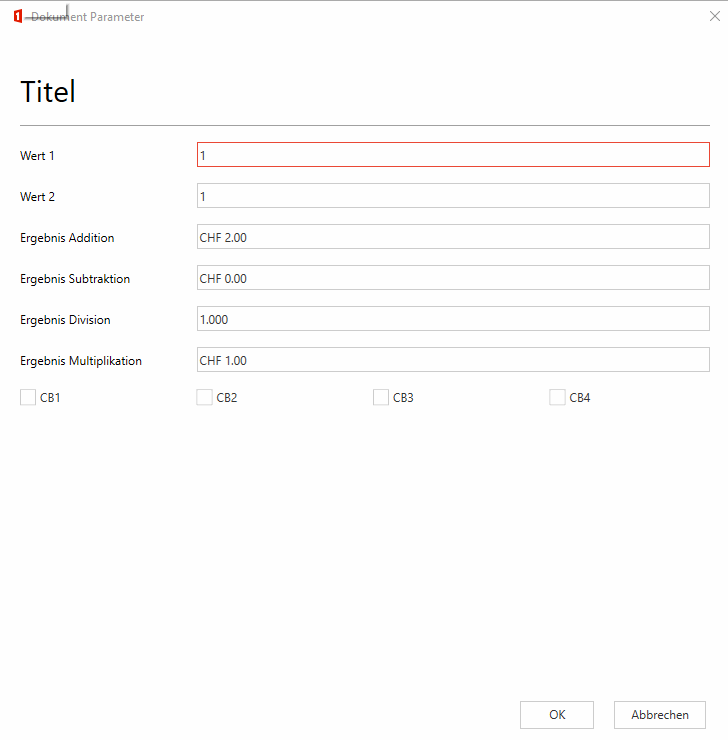 Dokument Parameter
Titel
Wert 1 1
Wert 2 1
Ergebnis Addition CHF 2.00
Ergebnis Subtraktion CHF 0.00
Ergebnis Division 1.000
Ergebnis Multiplikation CHF 1.00
CB1 CB2 CB3 CB4
OK Abbrechen